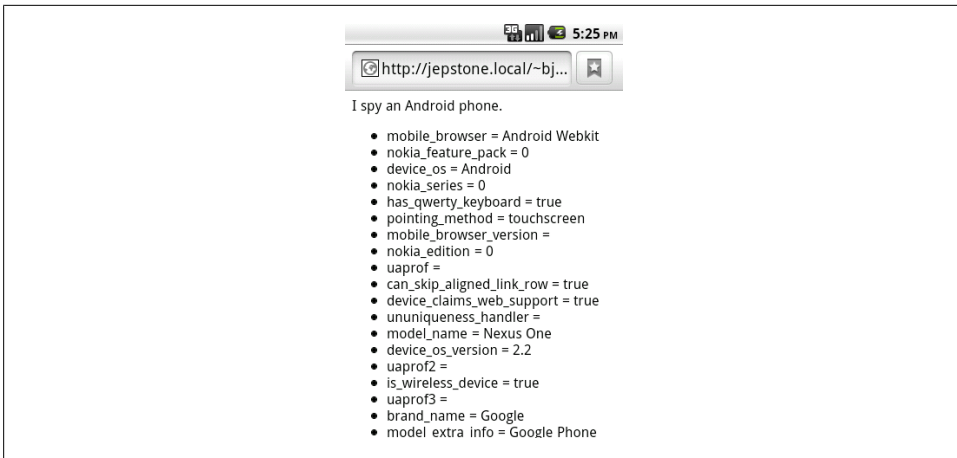 3G 5:25 PM
http://jepstone.local/~bj...
I spy an Android phone.
• mobile_browser = Android Webkit
• nokia_feature_pack = 0
• device_os = Android
• nokia_series = 0
• has_qwerty_keyboard = true
• pointing_method = touchscreen
• mobile_browser_version =
• nokia_edition = 0
• uaprof =
• can_skip_aligned_link_row = true
• device_claims_web_support = true
• ununiqueness_handler =
• model_name = Nexus One
• device_os_version = 2.2
• uaprof2 =
• is_wireless_device = true
• uaprof3 =
• brand_name = Google
• model_extra_info = Google Phone